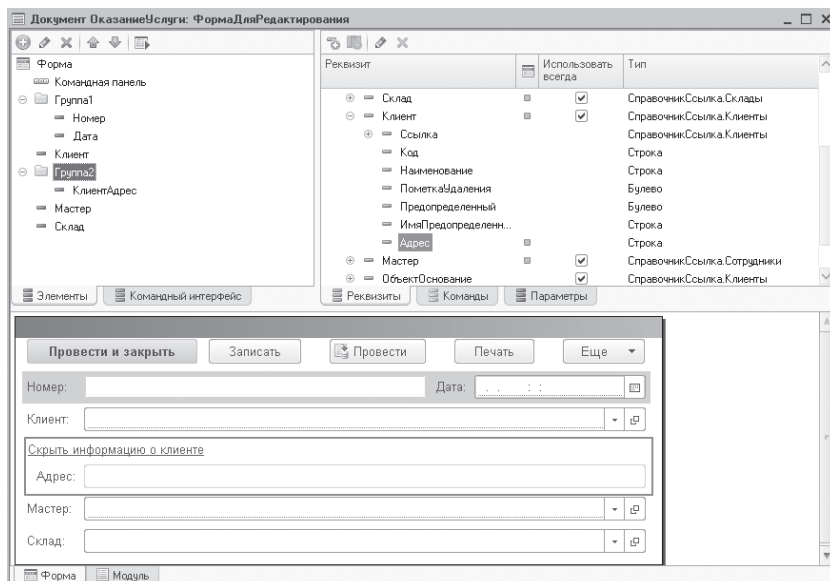 Документ ОказаниеУслуги: ФормаДляРедактирования
Форма
Командная панель
Группа1
Номер
Дата
Клиент
Группа2
КлиентАдрес
Мастер
Склад
Элементы
Командный интерфейс
Реквизит
Использовать
всегда
Тип
Склад СправочникСсылка.Склады
Клиент СправочникСсылка.Клиенты
Ссылка СправочникСсылка.Клиенты
Код Строка
Наименование Строка
ПометкаУдаления Булево
Предопределенный Булево
ИмяПредопределенн... Строка
Адрес Строка
Мастер СправочникСсылка.Сотрудники
ОбъектОснование СправочникСсылка.Клиенты
Реквизиты Команды Параметры
Провести и закрыть Записать Провести Печать Еще
Номер: Дата: . . : :
Клиент:
Скрыть информацию о клиенте
Адрес:
Мастер:
Склад:
Форма Модуль